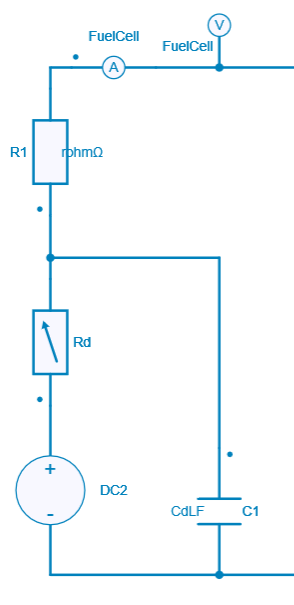 V
FuelCell
FuelCell
A
R1
rohmΩ
Rd
+
DC2
-
CdLF
C1